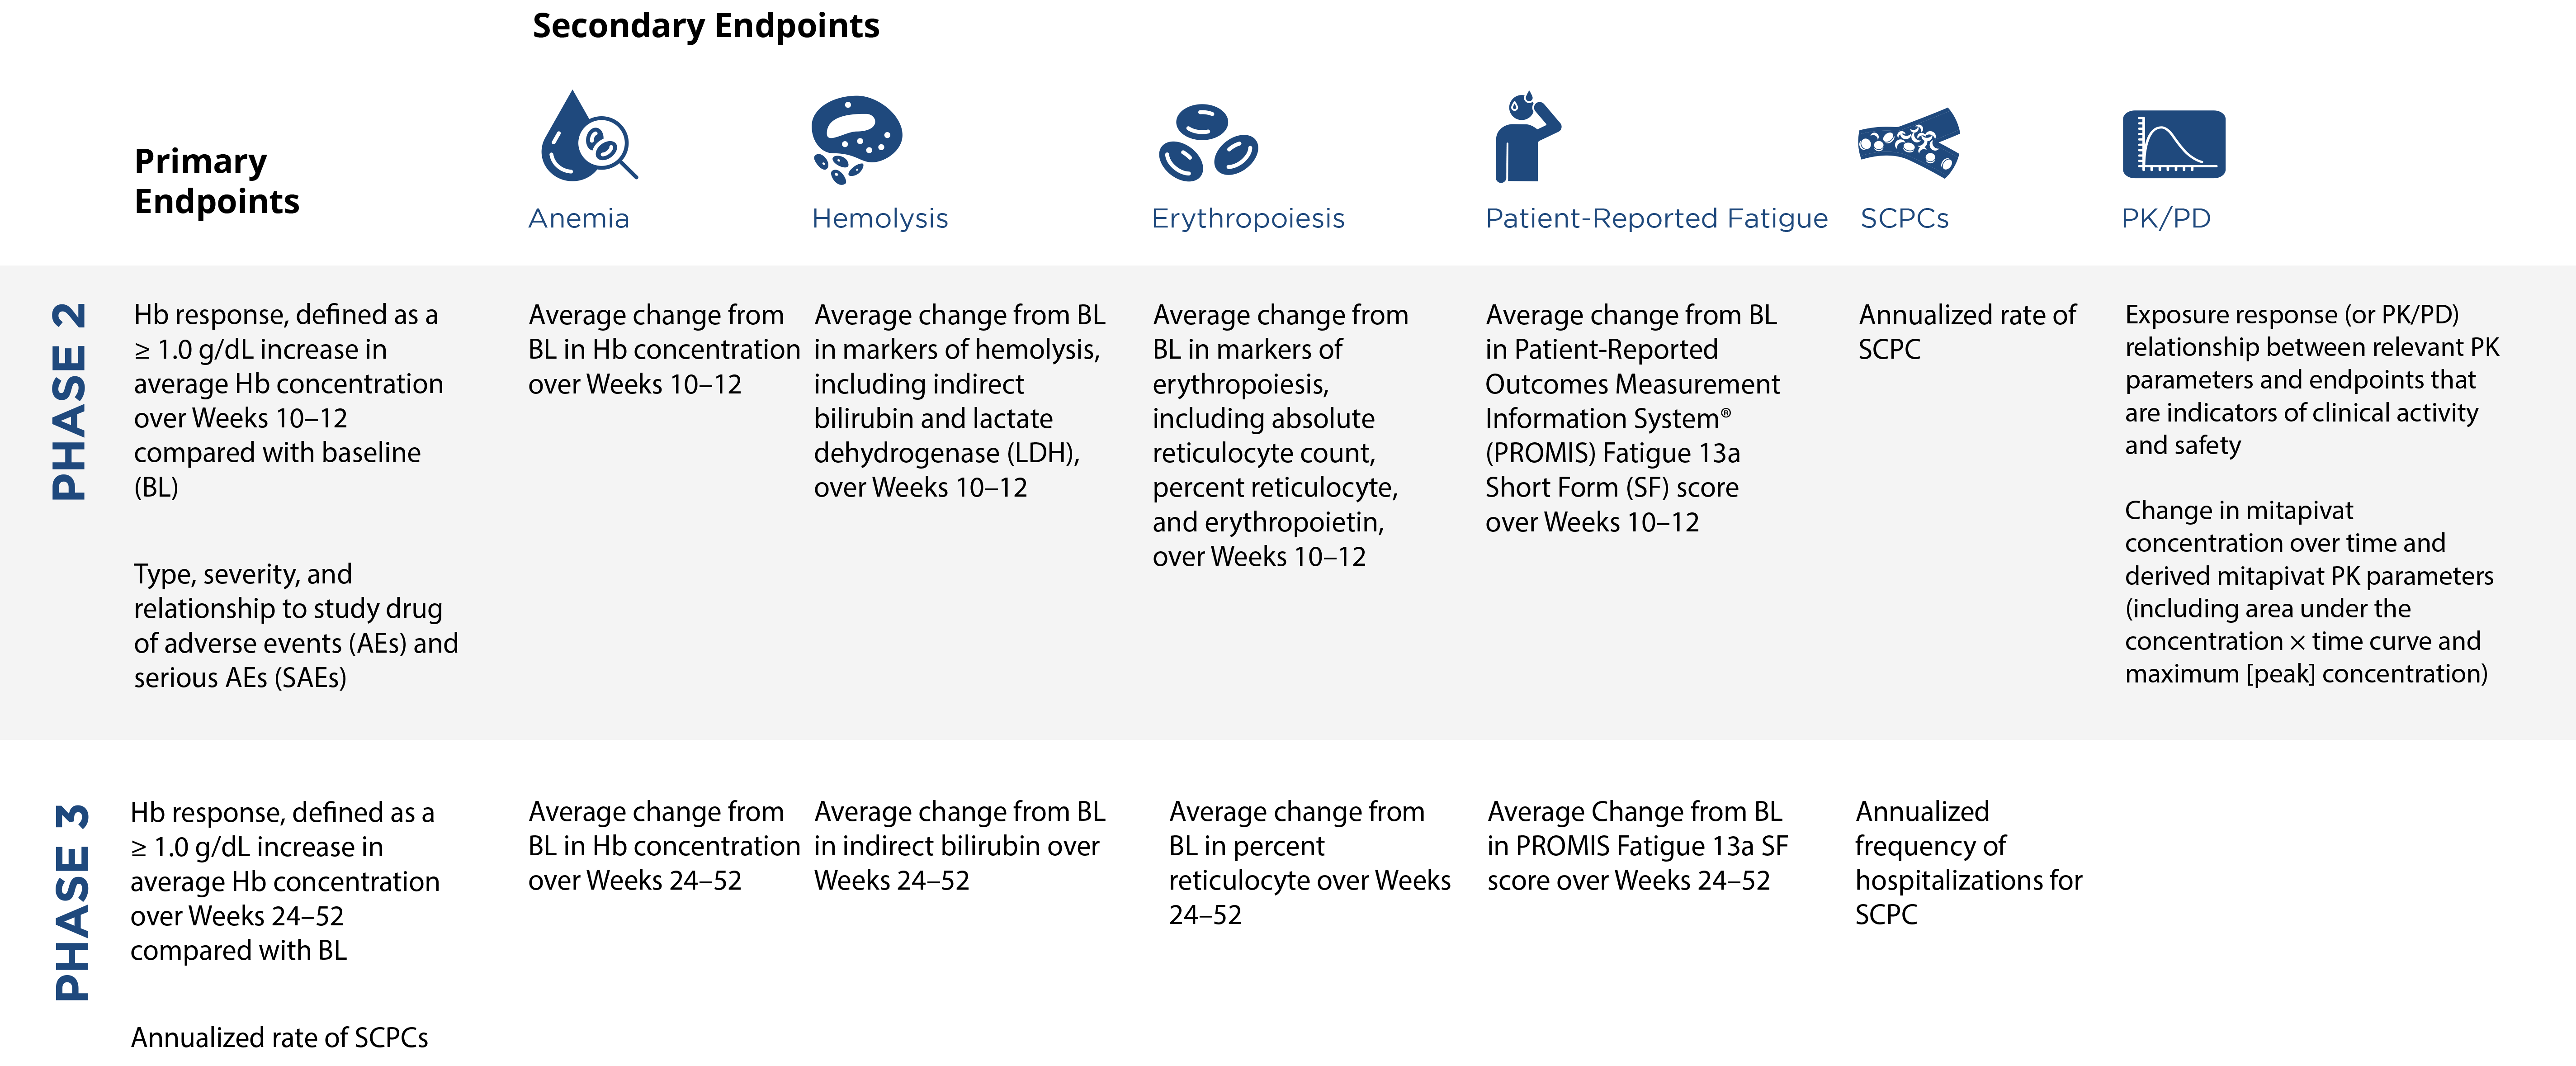 Secondary Endpoints
Primary
Endpoints
Anemia
Hemolysis
Erythropoiesis
Patient-Reported Fatigue
SCPCs
PK/PD
PHASE 2
Hb response, defined as a
≥ 1.0 g/dL increase in
average Hb concentration
over Weeks 10–12
compared with baseline
(BL)
Type, severity, and
relationship to study drug
of adverse events (AEs) and
serious AEs (SAEs)
Average change from
BL in Hb concentration
over Weeks 10–12
Average change from BL
in markers of hemolysis,
including indirect
bilirubin and lactate
dehydrogenase (LDH),
over Weeks 10–12
Average change from
BL in markers of
erythropoiesis,
including absolute
reticulocyte count,
percent reticulocyte,
and erythropoietin,
over Weeks 10–12
Average change from BL
in Patient-Reported
Outcomes Measurement
Information System®
(PROMIS) Fatigue 13a
Short Form (SF) score
over Weeks 10–12
Annualized rate of
SCPC
Exposure response (or PK/PD)
relationship between relevant PK
parameters and endpoints that
are indicators of clinical activity
and safety
Change in mitapivat
concentration over time and
derived mitapivat PK parameters
(including area under the
concentration × time curve and
maximum [peak] concentration)
PHASE 3
Hb response, defined as a
≥ 1.0 g/dL increase in
average Hb concentration
over Weeks 24–52
compared with BL
Annualized rate of SCPCs
Average change from
BL in Hb concentration
over Weeks 24–52
Average change from BL
in indirect bilirubin over
Weeks 24–52
Average change from
BL in percent
reticulocyte over Weeks
24–52
Average Change from BL
in PROMIS Fatigue 13a SF
score over Weeks 24–52
Annualized
frequency of
hospitalizations for
SCPC